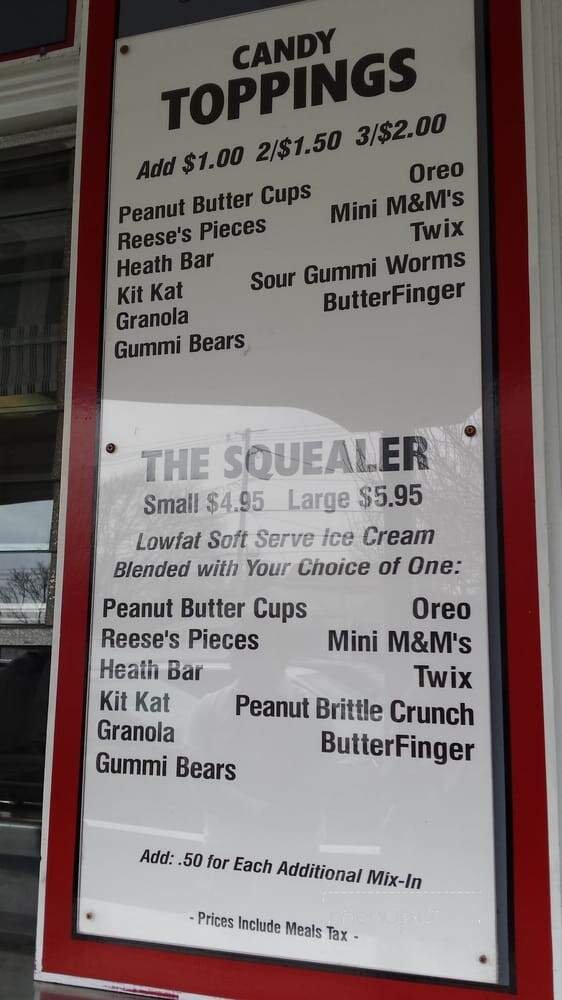 CANDY
TOPPINGS
Add $1.00 2/$1.50 3/$2.00
Peanut Butter Cups Oreo
Reese's Pieces Mini M&M's
Heath Bar Twix
Kit Kat Sour Gummi Worms
Granola ButterFinger
Gummi Bears
THE SQUEALER
Small $4.95 Large $5.95
Lowfat Soft Serve Ice Cream
Blended with Your Choice of One:
Peanut Butter Cups Oreo
Reese's Pieces Mini M&M's
Heath Bar Twix
Kit Kat Peanut Brittle Crunch
Granola ButterFinger
Gummi Bears
Add: .50 for Each Additional Mix-In
- Prices Include Meals Tax -